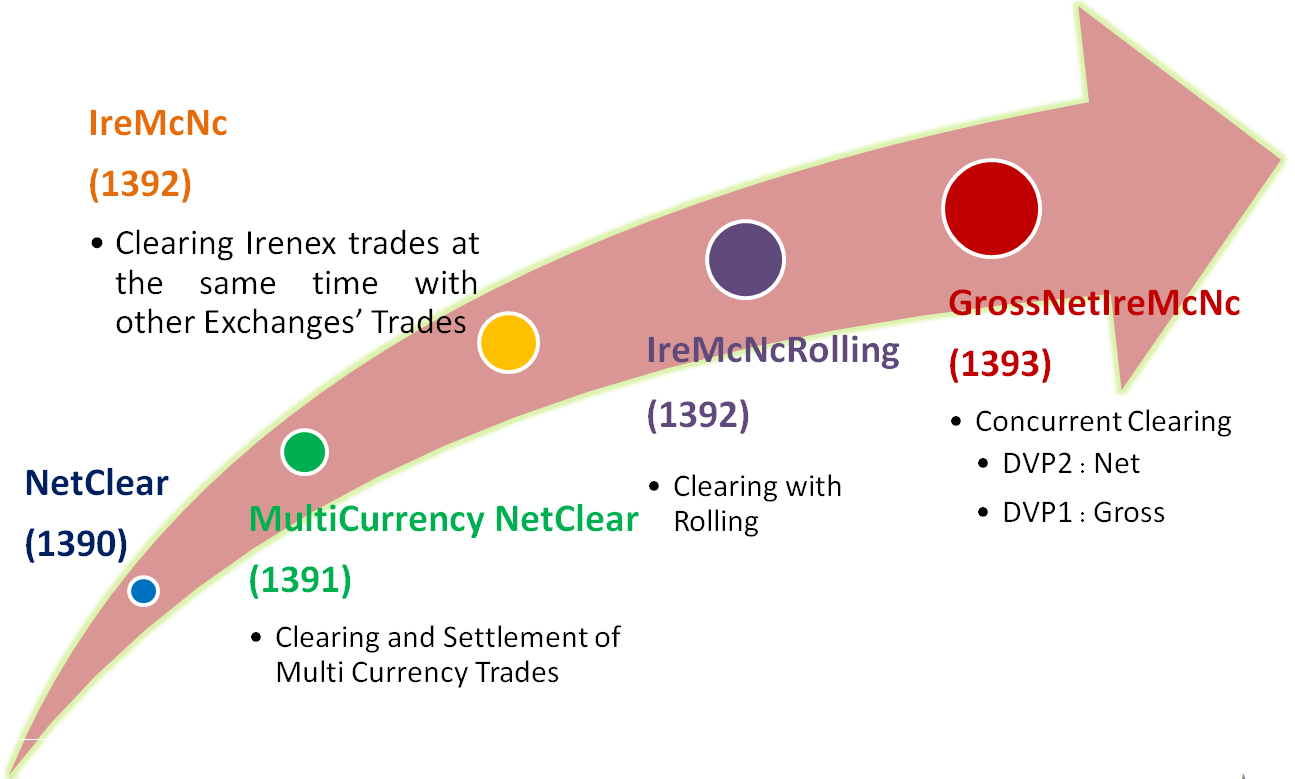 IreMcNc
(1392)
• Clearing Irenex trades at
the same time with
other Exchanges’ Trades
NetClear
(1390)
MultiCurrency NetClear
(1391)
• Clearing and Settlement of
Multi Currency Trades
IreMcNcRolling
(1392)
• Clearing with
Rolling
GrossNetIreMcNc
(1393)
• Concurrent Clearing
• DVP2 : Net
• DVP1 : Gross